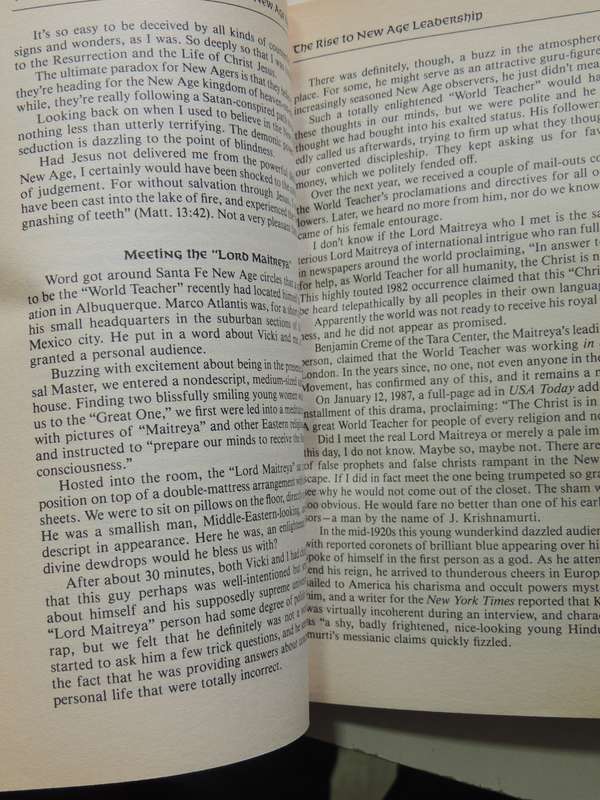 New Age
It's so easy to be deceived by all kinds of
signs and wonders, as I was. So deeply so that I was
to the Resurrection and the Life of Christ Jesus.
The ultimate paradox for New Agers is that they
they're heading for the New Age kingdom of
while, they're really following a Satan-conspired
Looking back on when I used to believe in the
nothing less than utterly terrifying. The demonic
seduction is dazzling to the point of blindness.
Had Jesus not delivered me from the powerful
New Age, I certainly would have been shocked to the
of judgement. For without salvation through Jesus,
have been cast into the lake of fire, and experienced
gnashing of teeth" (Matt. 13:42). Not a very pleasant
Meeting the "Lord Maitreya"
Word got around Santa Fe New Age circles that
to be the "World Teacher" recently had located
ation in Albuquerque. Marco Atlantis was, for a
his small headquarters in the suburban sections of
Mexico city. He put in a word about Vicki and
granted a personal audience.
Buzzing with excitement about being in the
sal Master, we entered a nondescript, medium-sized
house. Finding two blissfully smiling young women
us to the "Great One," we first were led into a
with pictures of "Maitreya" and other Eastern
and instructed to "prepare our minds to receive the
consciousness."
Hosted into the room, the "Lord Maitreya"
position on top of a double-mattress arrangement
sheets. We were to sit on pillows on the floor,
He was a smallish man, Middle-Eastern-looking,
descript in appearance. Here he was, an
divine dewdrops would he bless us with?
After about 30 minutes, both Vicki and I had
that this guy perhaps was well-intentioned but
about himself and his supposedly supreme
"Lord Maitreya" person had some degree of
rap, but we felt that he definitely was not a
started to ask him a few trick questions, and he
the fact that he was providing answers about
personal life that were totally incorrect.
The Rise to New Age Leadership
There was definitely, though, a buzz in the atmosphere
place. For some, he might serve as an attractive guru-figure
increasingly seasoned New Age observers, he just didn't
Such a totally enlightened "World Teacher" would
these thoughts in our minds, but we were polite and he
thought we had bought into his exalted status. His
edly called us afterwards, trying to firm up what they
our converted discipleship. They kept asking us for
money, which we politely fended off.
Over the next year, we received a couple of mail-outs
the World Teacher's proclamations and directives for all
lowers. Later, we heard no more from him, nor do we
came of his female entourage.
I don't know if the Lord Maitreya who I met is the
terious Lord Maitreya of international intrigue who ran
in newspapers around the world proclaiming, "In answer to
for help, as World Teacher for all humanity, the Christ is
This highly touted 1982 occurrence claimed that this
be heard telepathically by all peoples in their own
Apparently the world was not ready to receive his royal
ness, and he did not appear as promised.
Benjamin Creme of the Tara Center, the Maitreya's
person, claimed that the World Teacher was working in
London. In the years since, no one, not even anyone in the
Movement, has confirmed any of this, and it remains a
On January 12, 1987, a full-page ad in USA Today
installment of this drama, proclaiming: "The Christ is in
A great World Teacher for people of every religion and
Did I meet the real Lord Maitreya or merely a pale
this day, I do not know. Maybe so, maybe not. There are
of false prophets and false christs rampant in the New
scape. If I did in fact meet the one being trumpeted so
see why he would not come out of the closet. The sham
too obvious. He would fare no better than one of his
sors—a man by the name of J. Krishnamurti.
In the mid-1920s this young wunderkind dazzled
with reported coronets of brilliant blue appearing over
spoke of himself in the first person as a god. As he
end his reign, he arrived to thunderous cheers in
sailed to America his charisma and occult powers
him, and a writer for the New York Times reported that
was virtually incoherent during an interview, and
as "a shy, badly frightened, nice-looking young
murti's messianic claims quickly fizzled.